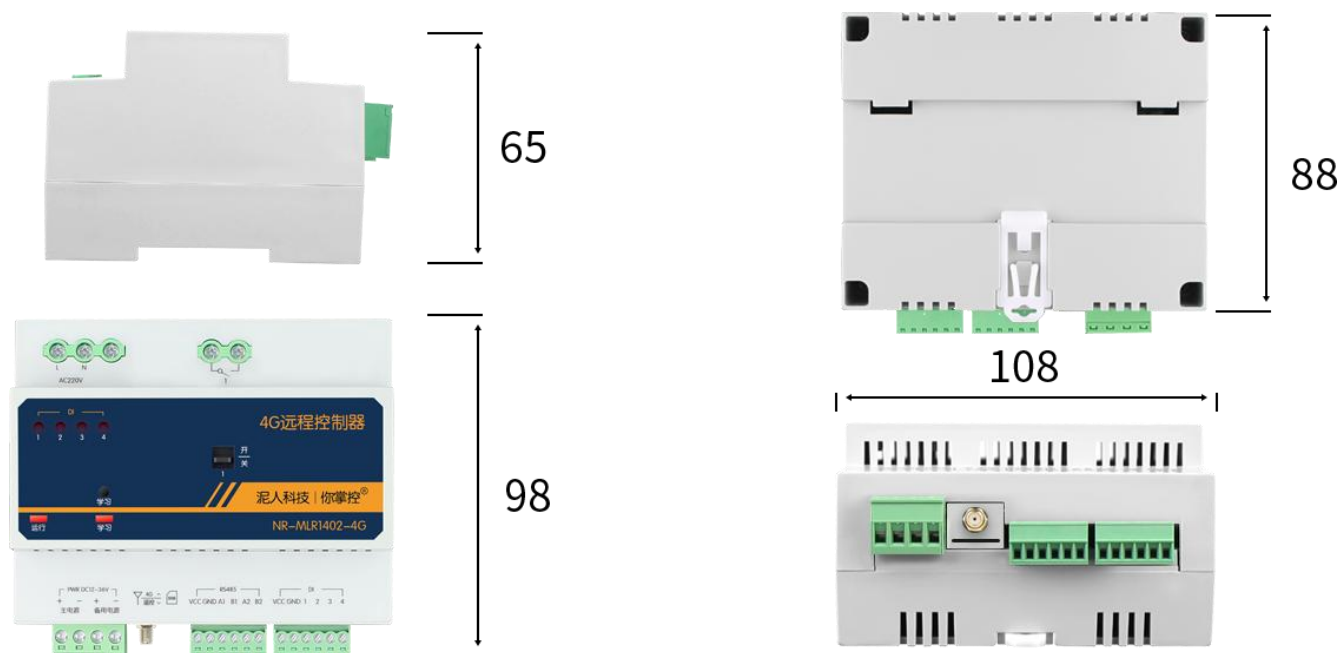 65
88
L N
AC220V
1
DI
1 2 3 4
4G远程控制器
开
关
1
学习
泥人科技 | 你掌控®
运行 学习
NR-MLR1402-4G
98
108
PWR DC12-36V
+ - + -
主电源 备用电源
4G
RS485
VCC GND A1 B1 A2 B2
DI
VCC GND 1 2 3 4